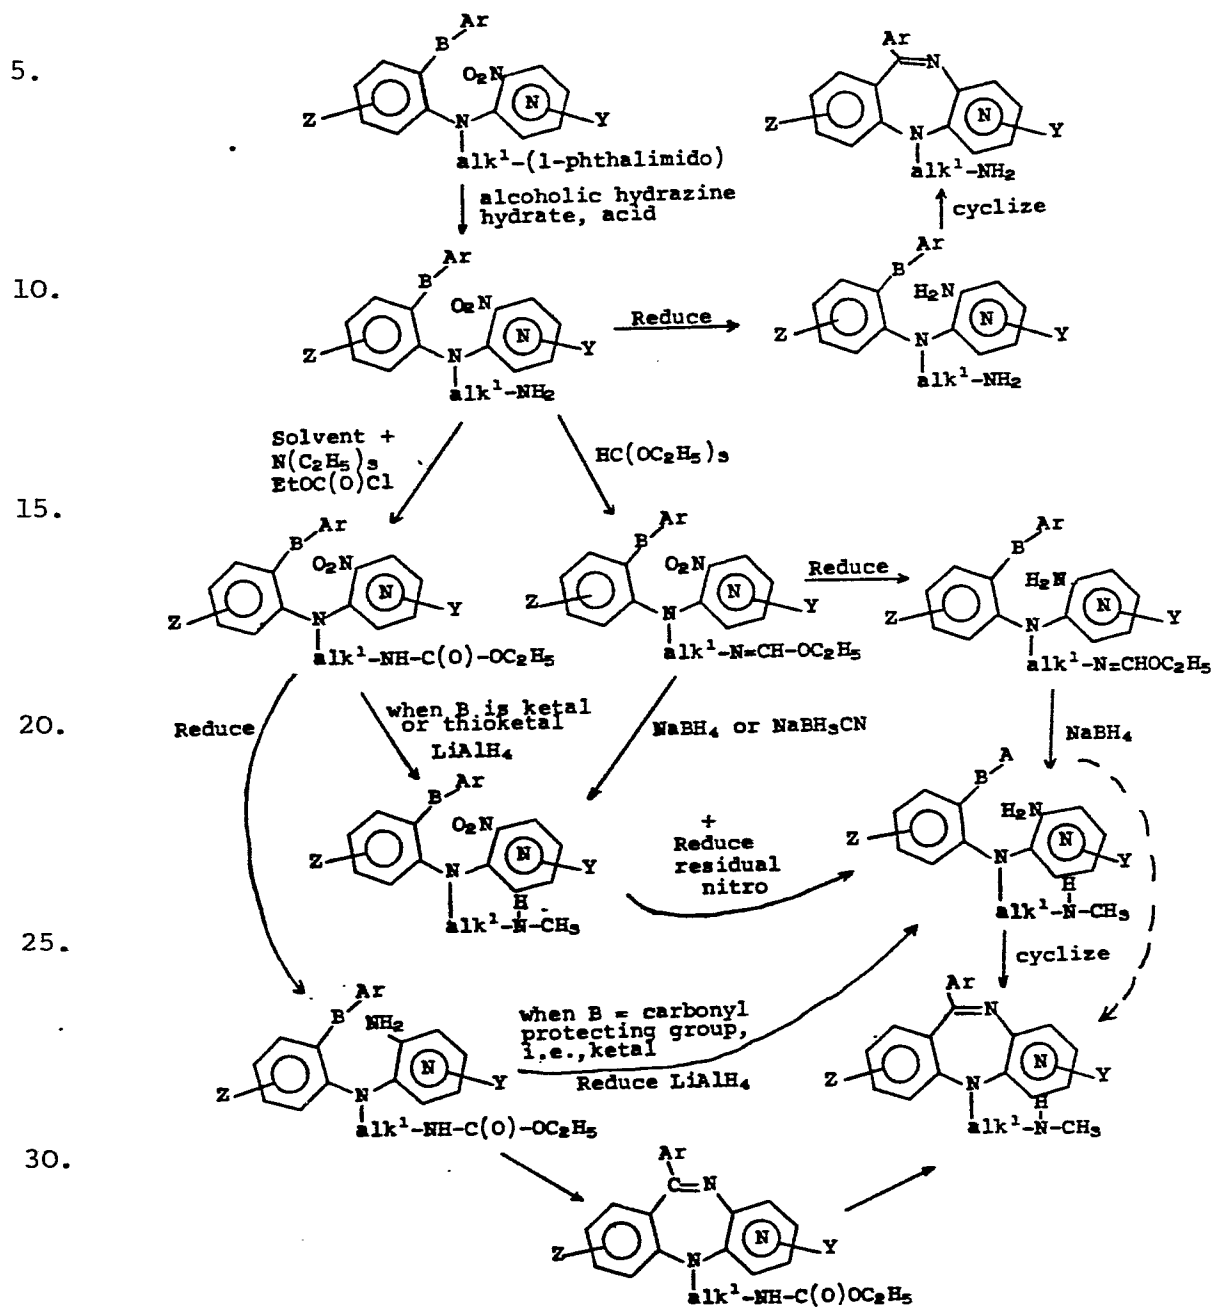 5.
Ar
B
O₂N
N
Z
N
Y
alk¹-(1-phthalimido)
Ar
N
N
Z
N
Y
alk¹-NH₂
alcoholic hydrazine
hydrate, acid
cyclize
10.
Ar
B
O₂N
N
Z
N
Y
alk¹-NH₂
Reduce
Ar
B
H₂N
N
Z
N
Y
alk¹-NH₂
Solvent +
N(C₂H₅)₃
EtOC(O)Cl
HC(OC₂H₅)₃
15.
Ar
B
O₂N
N
Z
N
Y
alk¹-NH-C(O)-OC₂H₅
Ar
B
O₂N
N
Z
N
Y
alk¹-N=CH-OC₂H₅
Reduce
Ar
B
H₂N
N
Z
N
Y
alk¹-N=CHOC₂H₅
20.
Reduce
when B is ketal
or thioketal
LiAlH₄
NaBH₄ or NaBH₃CN
NaBH₄
Ar
B
O₂N
N
Z
N
Y
H
alk¹-N-CH₃
+
Reduce
residual
nitro
A
B
H₂N
N
Z
N
Y
H
alk¹-N-CH₃
25.
cyclize
Ar
B
NH₂
N
Z
N
Y
alk¹-NH-C(O)-OC₂H₅
when B = carbonyl
protecting group,
i,e.,ketal
Reduce LiAlH₄
Ar
N
N
Z
N
Y
H
alk¹-N-CH₃
30.
Ar
C=N
N
Z
N
Y
alk¹-NH-C(O)OC₂H₅